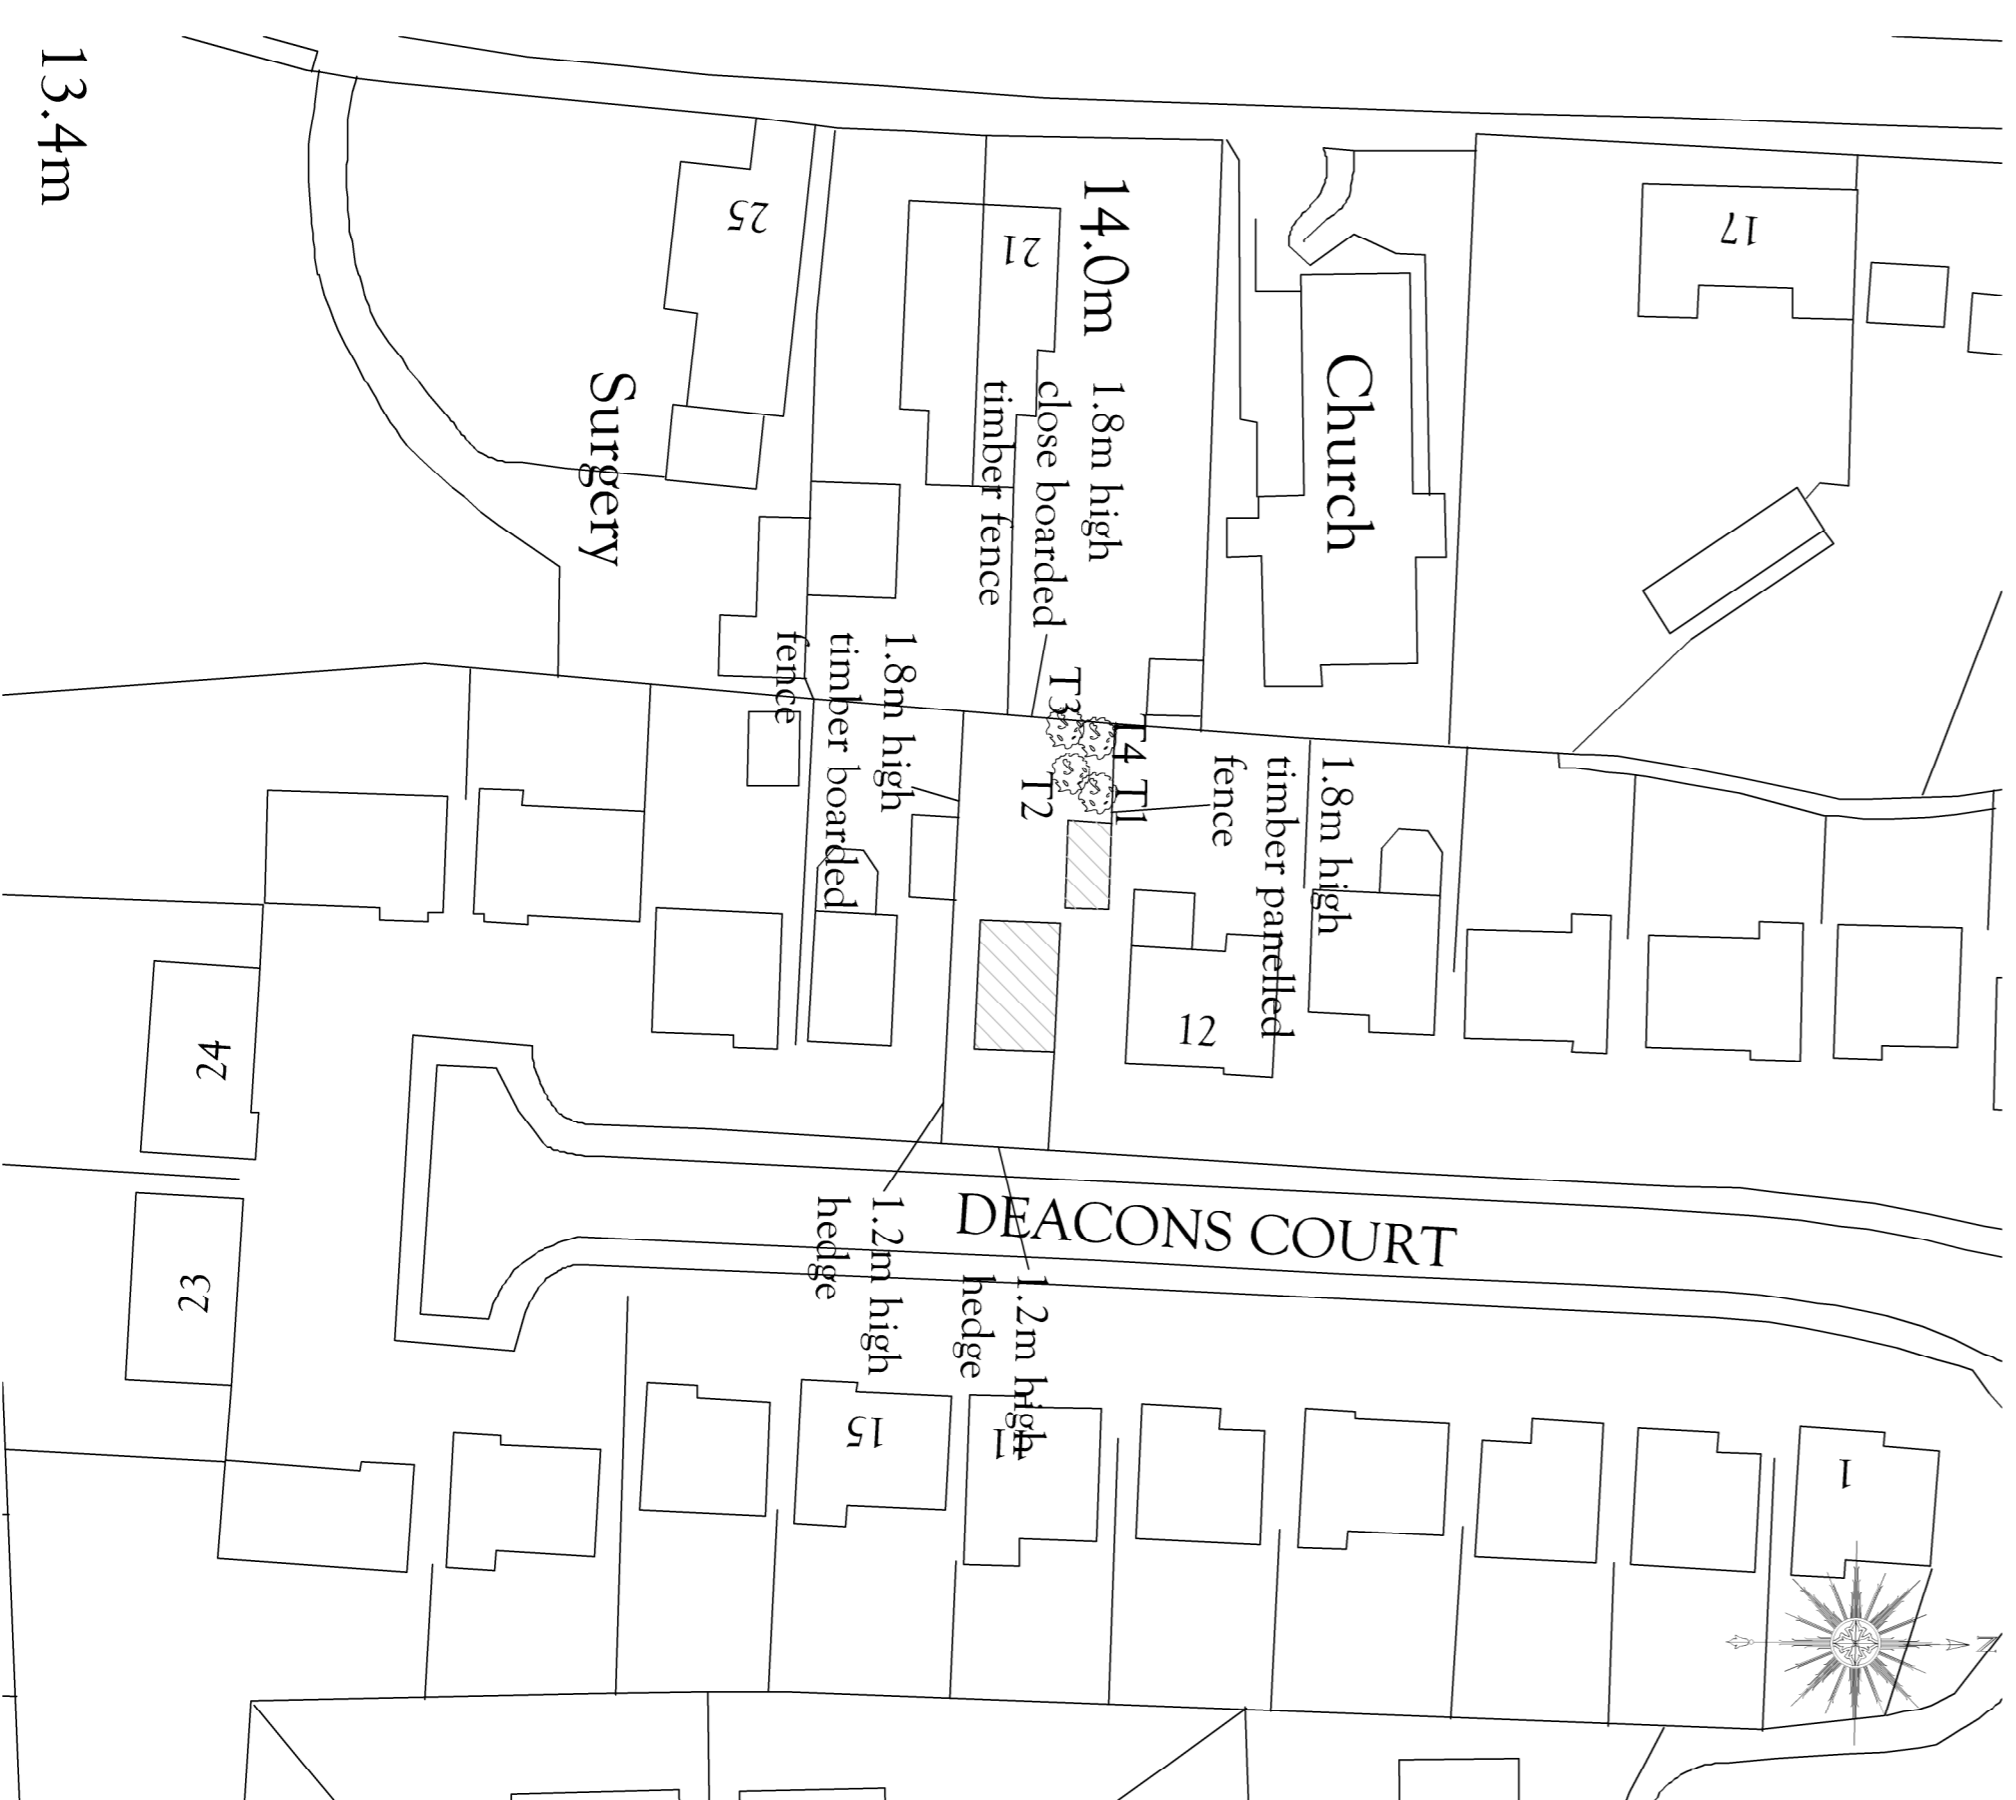 13.4m
25
21
14.0m
17
Church
Surgery
1.8m high
close boarded
timber fence
1.8m high
timber boarded
fence
T3
T4
T1
T2
1.8m high
timber panelled
fence
12
24
23
DEACONS COURT
1.2m high
hedge
1.2m high
hedge
15
11
1
N